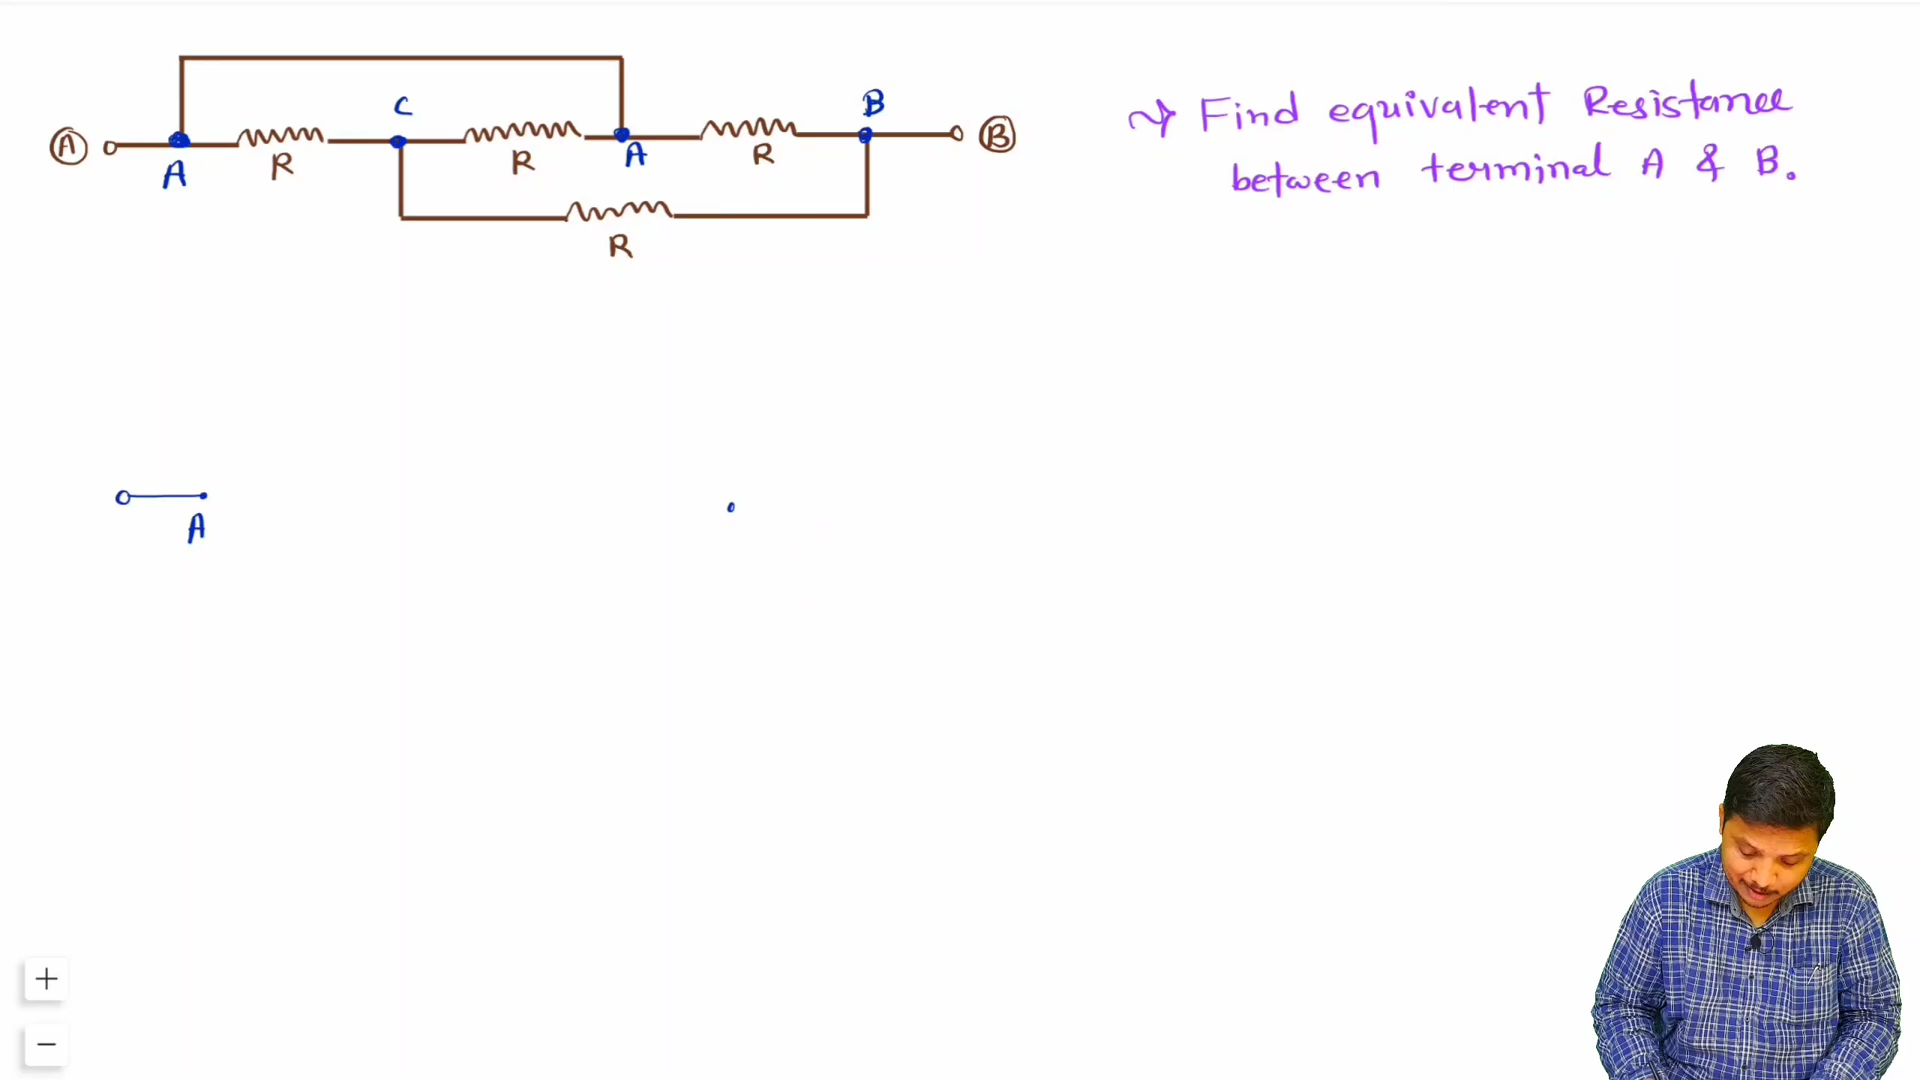 C
B
Ⓐ
A
R
R
A
R
Ⓑ
R
Find equivalent Resistance
between terminal A & B.
A
+
−